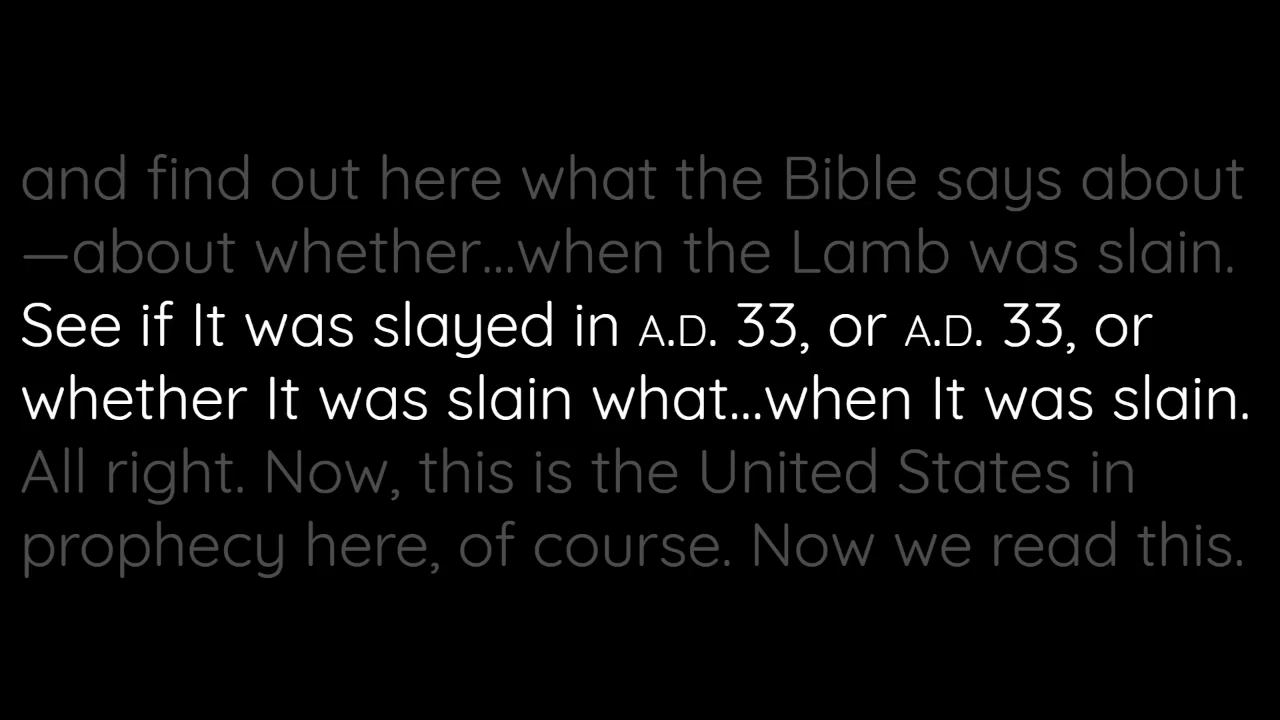 and find out here what the Bible says about
—about whether...when the Lamb was slain.
See if It was slayed in A.D. 33, or A.D. 33, or
whether It was slain what...when It was slain.
All right. Now, this is the United States in
prophecy here, of course. Now we read this.